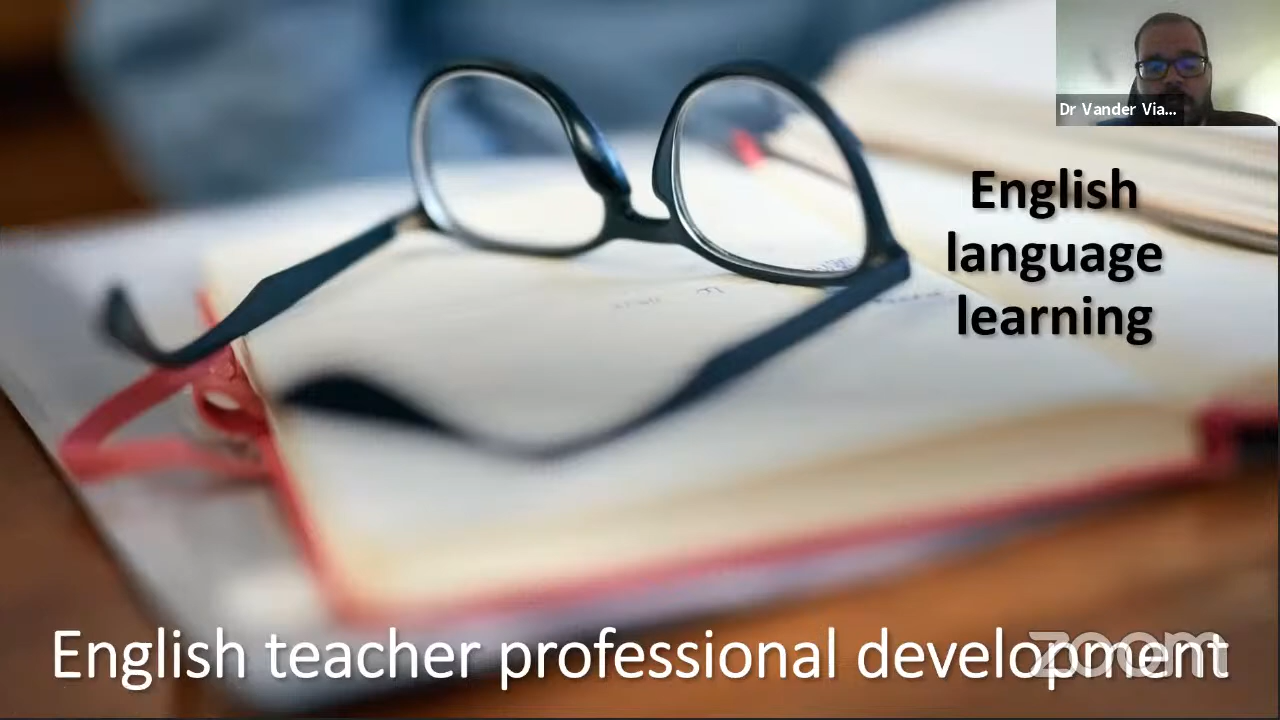 Dr Vander Via...
English
language
learning
English teacher professional development
zoom